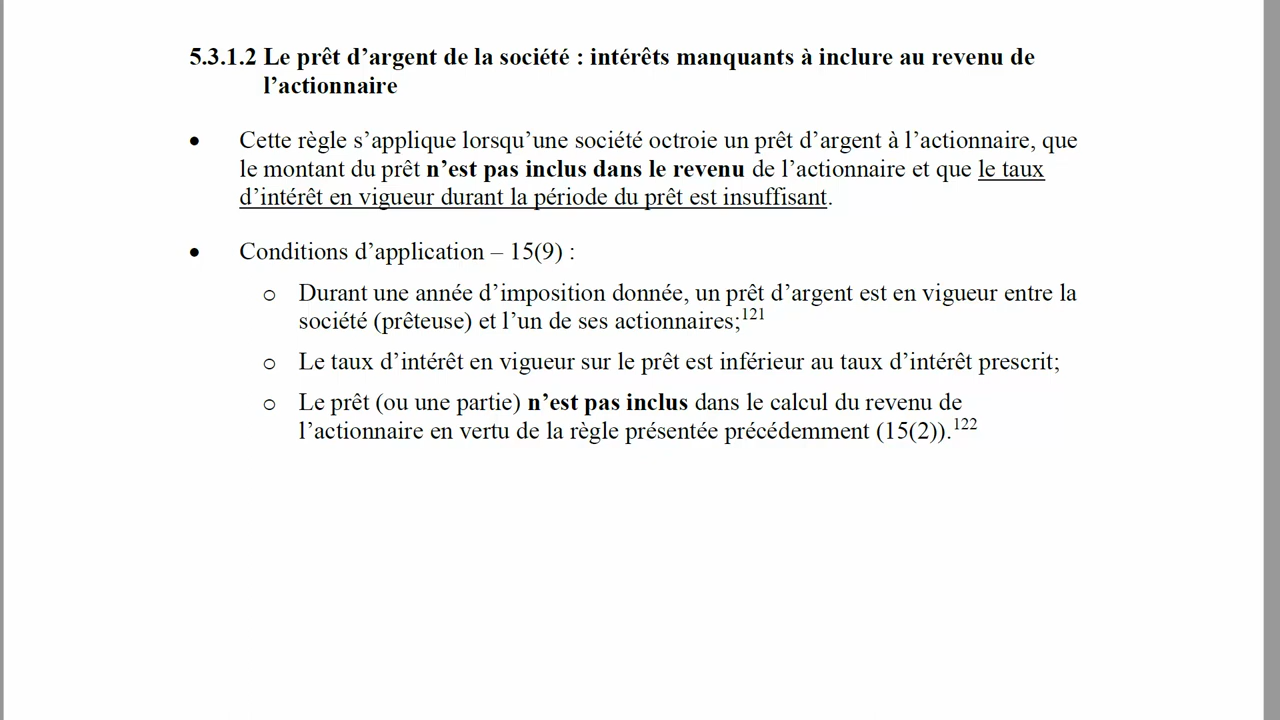 5.3.1.2 Le prêt d’argent de la société : intérêts manquants à inclure au revenu de
l’actionnaire
• Cette règle s’applique lorsqu’une société octroie un prêt d’argent à l’actionnaire, que
le montant du prêt n’est pas inclus dans le revenu de l’actionnaire et que le taux
d’intérêt en vigueur durant la période du prêt est insuffisant.
• Conditions d’application – 15(9) :
o Durant une année d’imposition donnée, un prêt d’argent est en vigueur entre la
société (prêteuse) et l’un de ses actionnaires;121
o Le taux d’intérêt en vigueur sur le prêt est inférieur au taux d’intérêt prescrit;
o Le prêt (ou une partie) n’est pas inclus dans le calcul du revenu de
l’actionnaire en vertu de la règle présentée précédemment (15(2)).122